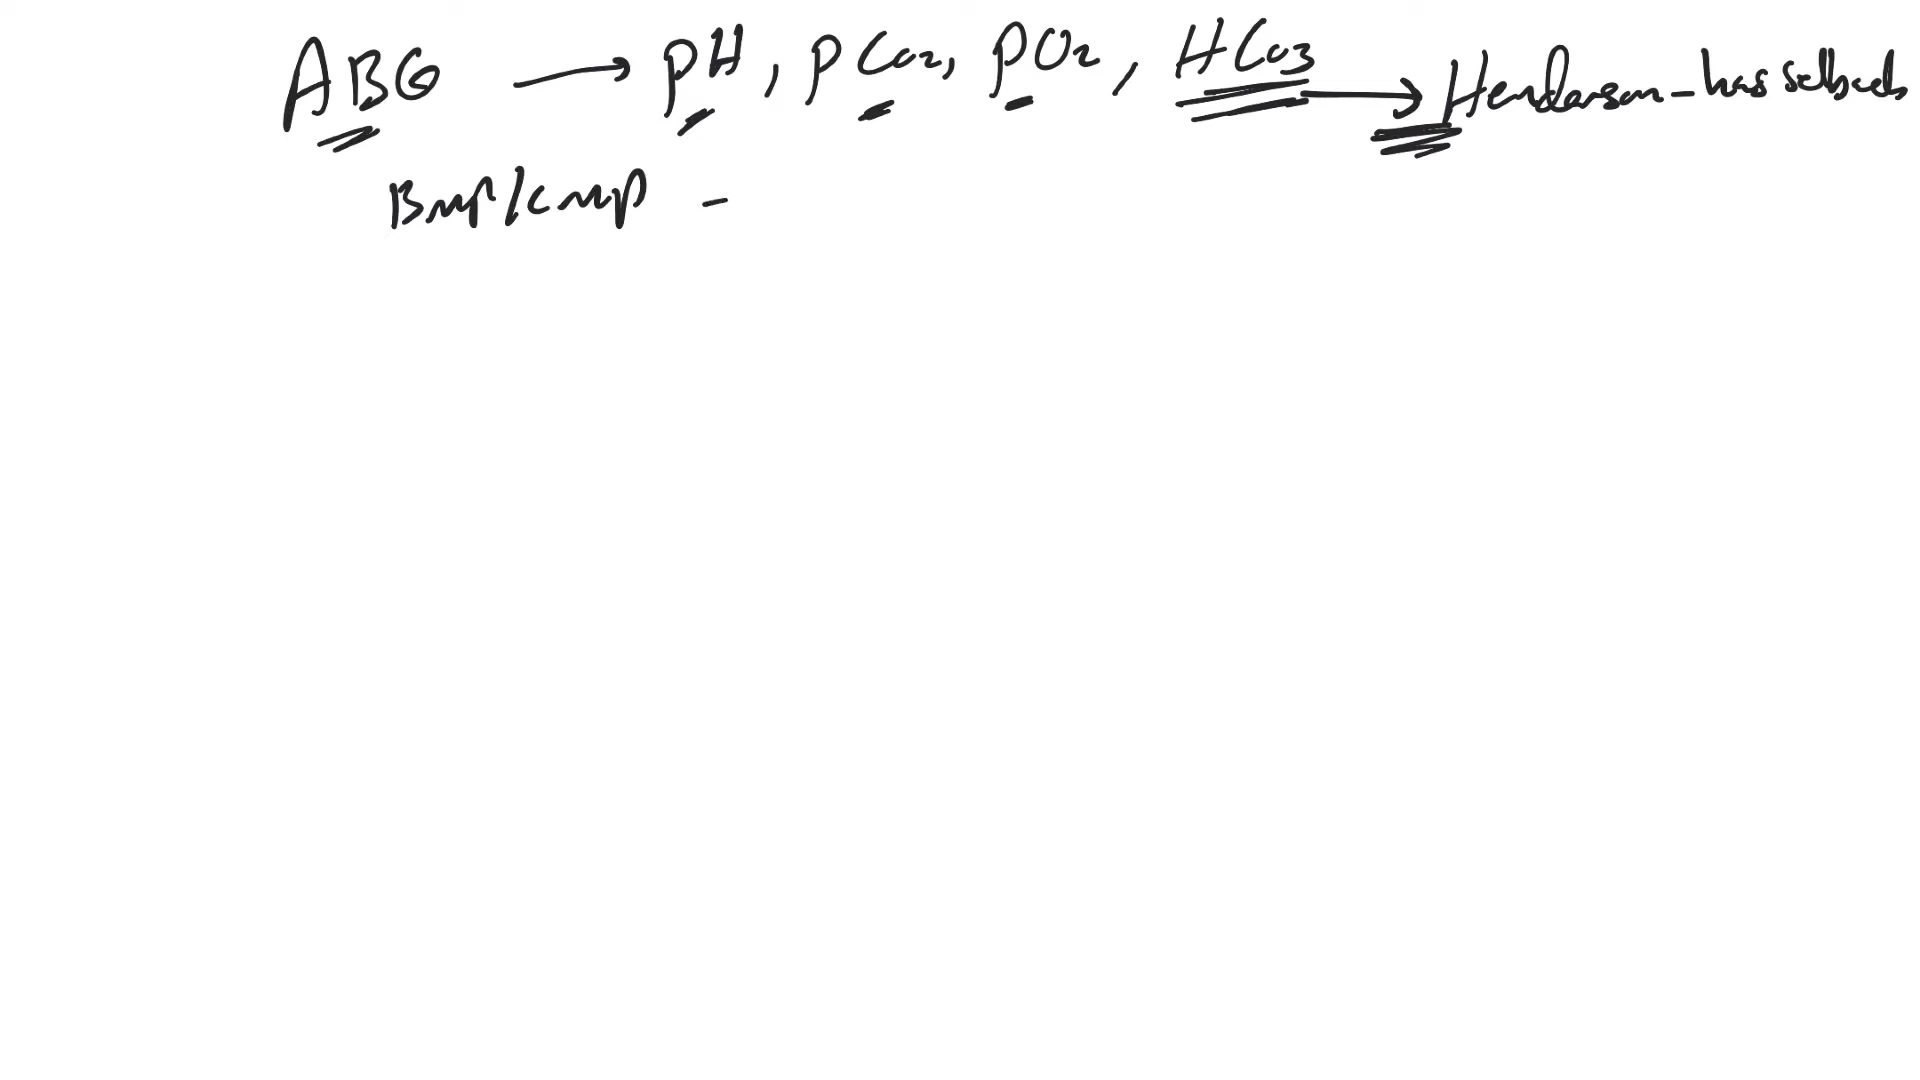 ABG → PH, PCO2, PO2, HCO3 → Henderson-hasselbach
Bmp/cmp -